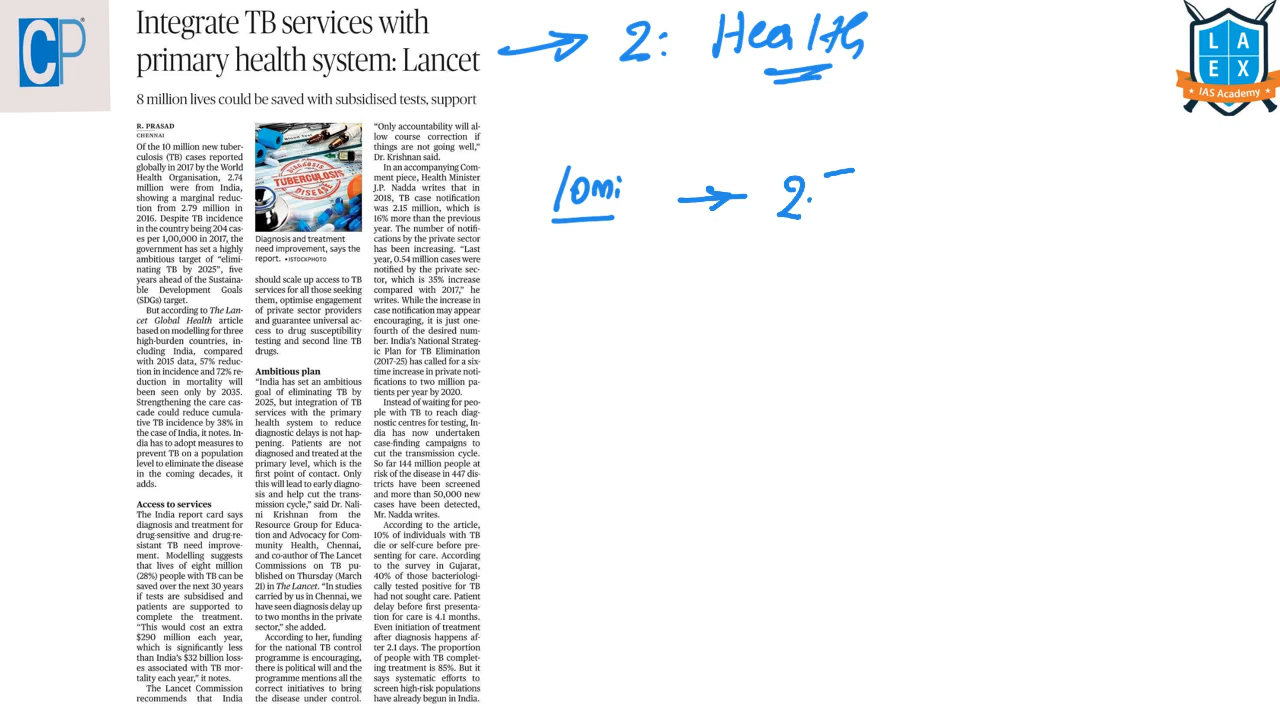 CP
Integrate TB services with
primary health system: Lancet
8 million lives could be saved with subsidised tests, support
R. PRASAD
CHENNAI
Of the 10 million new tuber-
culosis (TB) cases reported
globally in 2017 by the World
Health Organisation, 2.74
million were from India,
showing a marginal reduc-
tion from 2.79 million in
2016. Despite TB incidence
in the country being 204 cas-
es per 1,00,000 in 2017, the
government has set a highly
ambitious target of “elimi-
nating TB by 2025”, five
years ahead of the Sustaina-
ble Development Goals
(SDGs) target.
But according to The Lan-
cet Global Health article
based on modelling for three
high-burden countries, in-
cluding India, compared
with 2015 data, 57% reduc-
tion in incidence and 72% re-
duction in mortality will
been seen only by 2035.
Strengthening the care cas-
cade could reduce cumula-
tive TB incidence by 38% in
the case of India, it notes. In-
dia has to adopt measures to
prevent TB on a population
level to eliminate the disease
in the coming decades, it
adds.
Access to services
The India report card says
diagnosis and treatment for
drug-sensitive and drug-re-
sistant TB need improve-
ment. Modelling suggests
that lives of eight million
(28%) people with TB can be
saved over the next 30 years
if tests are subsidised and
patients are supported to
complete the treatment.
“This would cost an extra
$290 million each year,
which is significantly less
than India’s $32 billion loss-
es associated with TB mor-
tality each year,” it notes.
The Lancet Commission
recommends that India
DIAGNOSIS
TUBERCULOSIS
DISEASE
Diagnosis and treatment
need improvement, says the
report. • ISTOCKPHOTO
should scale up access to TB
services for all those seeking
them, optimise engagement
of private sector providers
and guarantee universal ac-
cess to drug susceptibility
testing and second line TB
drugs.
Ambitious plan
“India has set an ambitious
goal of eliminating TB by
2025, but integration of TB
services with the primary
health system to reduce
diagnostic delays is not hap-
pening. Patients are not
diagnosed and treated at the
primary level, which is the
first point of contact. Only
this will lead to early diagno-
sis and help cut the trans-
mission cycle,” said Dr. Nali-
ni Krishnan from the
Resource Group for Educa-
tion and Advocacy for Com-
munity Health, Chennai,
and co-author of The Lancet
Commissions on TB pu-
blished on Thursday (March
21) in The Lancet. “In studies
carried by us in Chennai, we
have seen diagnosis delay up
to two months in the private
sector,” she added.
According to her, funding
for the national TB control
programme is encouraging,
there is political will and the
programme mentions all the
correct initiatives to bring
the disease under control.
“Only accountability will al-
low course correction if
things are not going well,”
Dr. Krishnan said.
In an accompanying Com-
ment piece, Health Minister
J.P. Nadda writes that in
2018, TB case notification
was 2.15 million, which is
16% more than the previous
year. The number of notifi-
cations by the private sector
has been increasing. “Last
year, 0.54 million cases were
notified by the private sec-
tor, which is 35% increase
compared with 2017,” he
writes. While the increase in
case notification may appear
encouraging, it is just one-
fourth of the desired num-
ber. India’s National Strateg-
ic Plan for TB Elimination
(2017-25) has called for a six-
time increase in private noti-
fications to two million pa-
tients per year by 2020.
Instead of waiting for peo-
ple with TB to reach diag-
nostic centres for testing, In-
dia has now undertaken
case-finding campaigns to
cut the transmission cycle.
So far 144 million people at
risk of the disease in 447 dis-
tricts have been screened
and more than 50,000 new
cases have been detected,
Mr. Nadda writes.
According to the article,
10% of individuals with TB
die or self-cure before pre-
senting for care. According
to the survey in Gujarat,
40% of those bacteriologi-
cally tested positive for TB
had not sought care. Patient
delay before first presenta-
tion for care is 4.1 months.
Even initiation of treatment
after diagnosis happens af-
ter 2.1 days. The proportion
of people with TB complet-
ing treatment is 85%. But it
says systematic efforts to
screen high-risk populations
have already begun in India.
→ 2: Health
10mi → 2.
L A
E X
IAS Academy